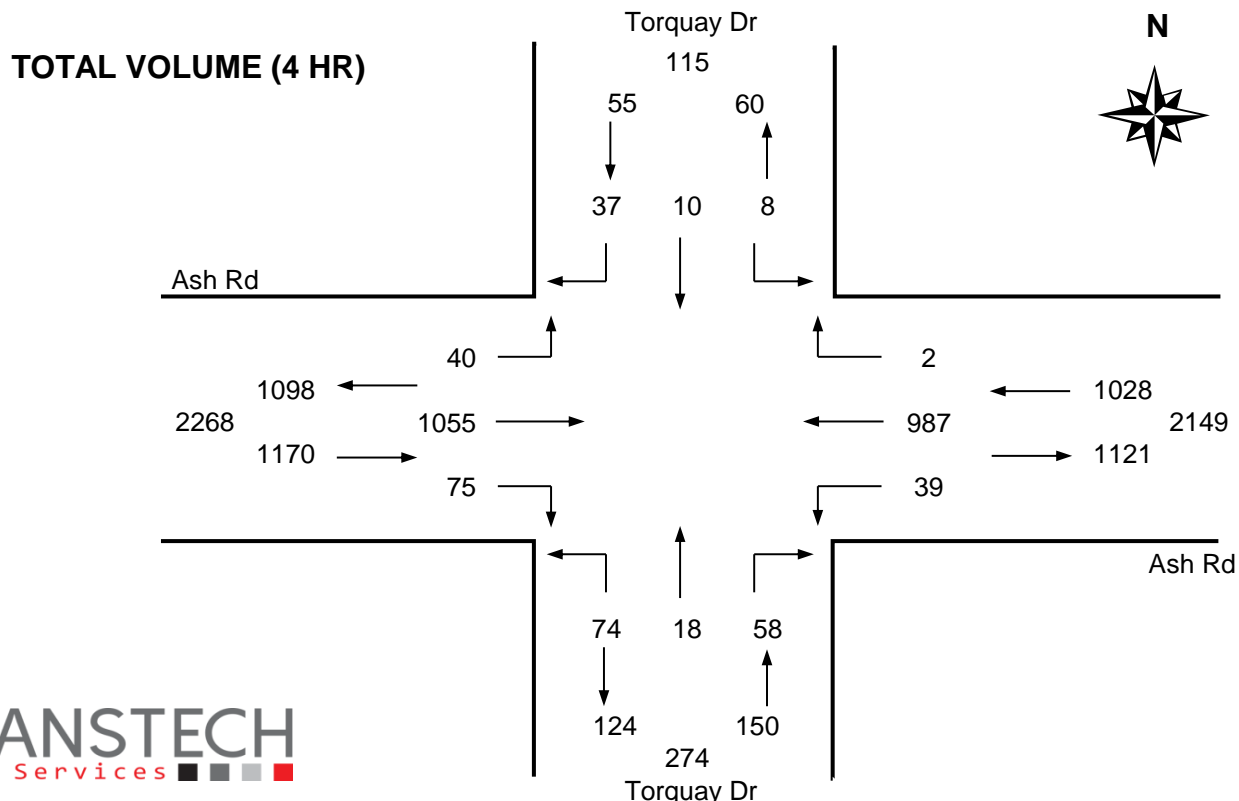 Torquay Dr
N
TOTAL VOLUME (4 HR)
115
55 60
37 10 8
Ash Rd
40 2
1098 1028
2268 1055 987 2149
1170 1121
75 39
Ash Rd
74 18 58
124 150
274
Torquay Dr
ANSTECH
Services